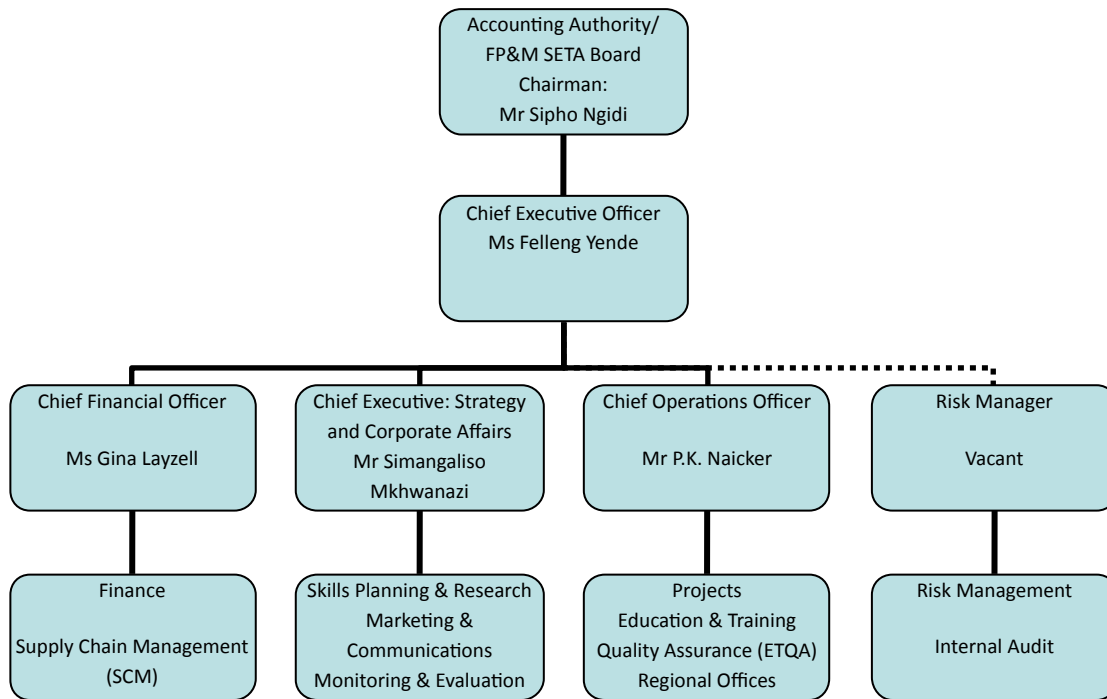 Accounting Authority/
FP&M SETA Board
Chairman:
Mr Sipho Ngidi
Chief Executive Officer
Ms Felleng Yende
Chief Financial Officer
Ms Gina Layzell
Chief Executive: Strategy
and Corporate Affairs
Mr Simangaliso
Mkhwanazi
Chief Operations Officer
Mr P.K. Naicker
Risk Manager
Vacant
Finance
Supply Chain Management
(SCM)
Skills Planning & Research
Marketing &
Communications
Monitoring & Evaluation
Projects
Education & Training
Quality Assurance (ETQA)
Regional Offices
Risk Management
Internal Audit